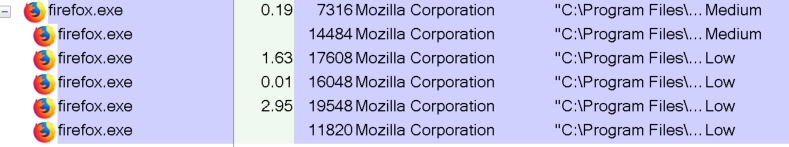 firefox.exe 0.19 7316 Mozilla Corporation "C:\Program Files\... Medium
firefox.exe 14484 Mozilla Corporation "C:\Program Files\... Medium
firefox.exe 1.63 17608 Mozilla Corporation "C:\Program Files\... Low
firefox.exe 0.01 16048 Mozilla Corporation "C:\Program Files\... Low
firefox.exe 2.95 19548 Mozilla Corporation "C:\Program Files\... Low
firefox.exe 11820 Mozilla Corporation "C:\Program Files\... Low